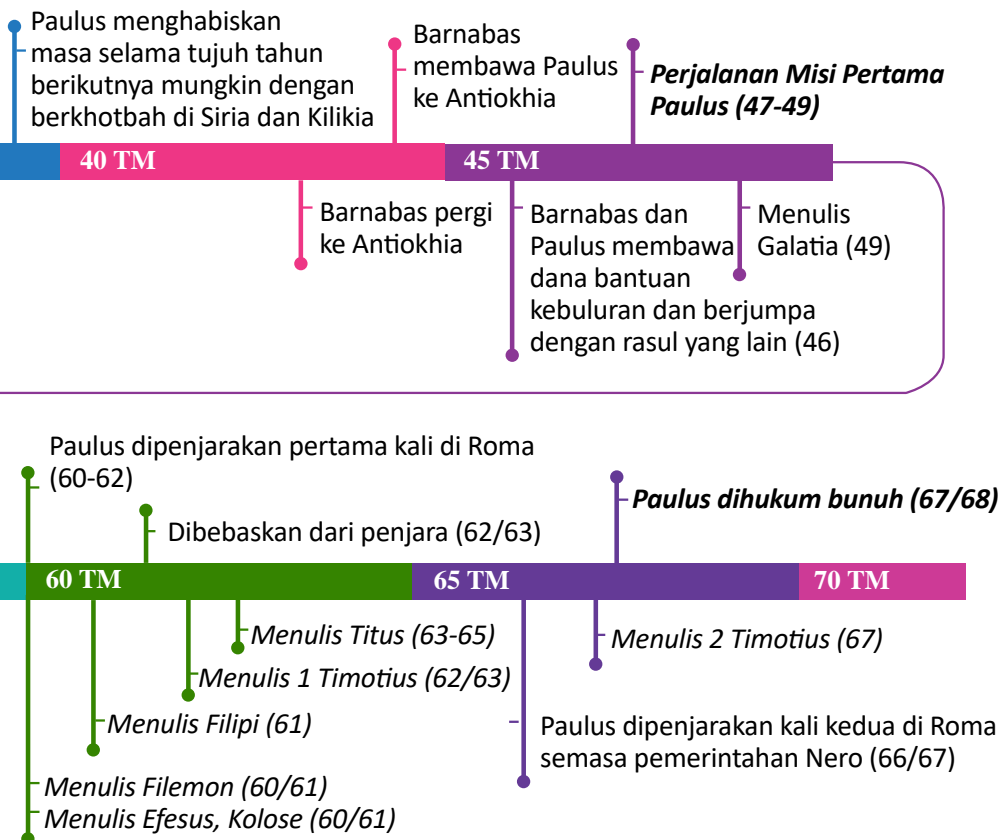 Paulus menghabiskan
masa selama tujuh tahun
berikutnya mungkin dengan
berkhotbah di Siria dan Kilikia
Barnabas
membawa Paulus
ke Antiokhia
Perjalanan Misi Pertama
Paulus (47-49)
40 TM
45 TM
Barnabas pergi
ke Antiokhia
Barnabas dan
Paulus membawa
dana bantuan
kebuluran dan berjumpa
dengan rasul yang lain (46)
Menulis
Galatia (49)
Paulus dipenjarakan pertama kali di Roma
(60-62)
Dibebaskan dari penjara (62/63)
Paulus dihukum bunuh (67/68)
60 TM
65 TM
70 TM
Menulis Titus (63-65)
Menulis 1 Timotius (62/63)
Menulis Filipi (61)
Menulis Filemon (60/61)
Menulis Efesus, Kolose (60/61)
Menulis 2 Timotius (67)
Paulus dipenjarakan kali kedua di Roma
semasa pemerintahan Nero (66/67)